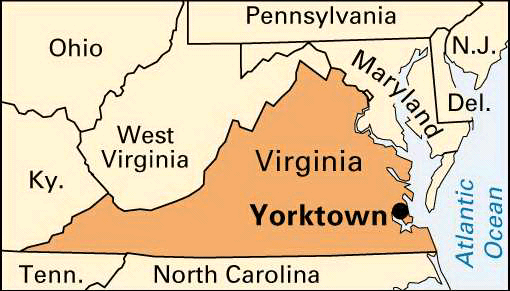 Pennsylvania
Ohio
N.J.
Maryland
Del.
West
Virginia
Virginia
Ky.
Yorktown
Atlantic
Ocean
Tenn.
North Carolina